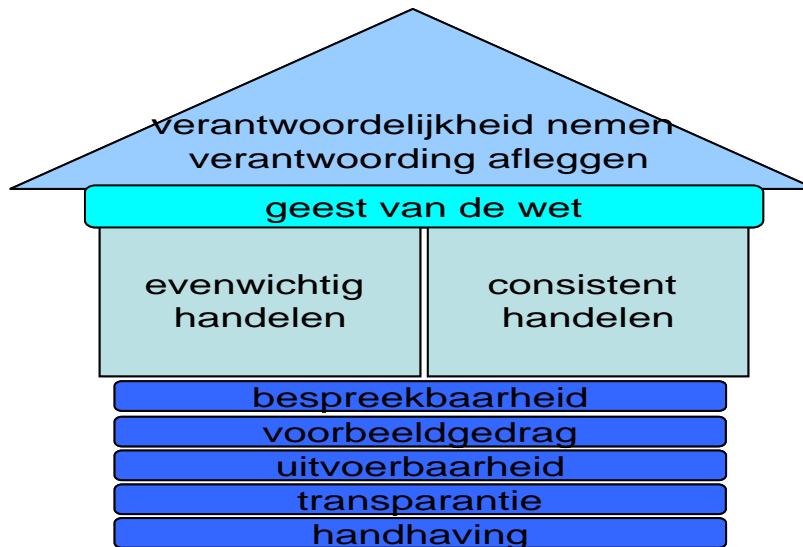 verantwoordelijkheid nemen
verantwoording afleggen
geest van de wet
evenwichtig
handelen
consistent
handelen
bespreekbaarheid
voorbeeldgedrag
uitvoerbaarheid
transparantie
handhaving